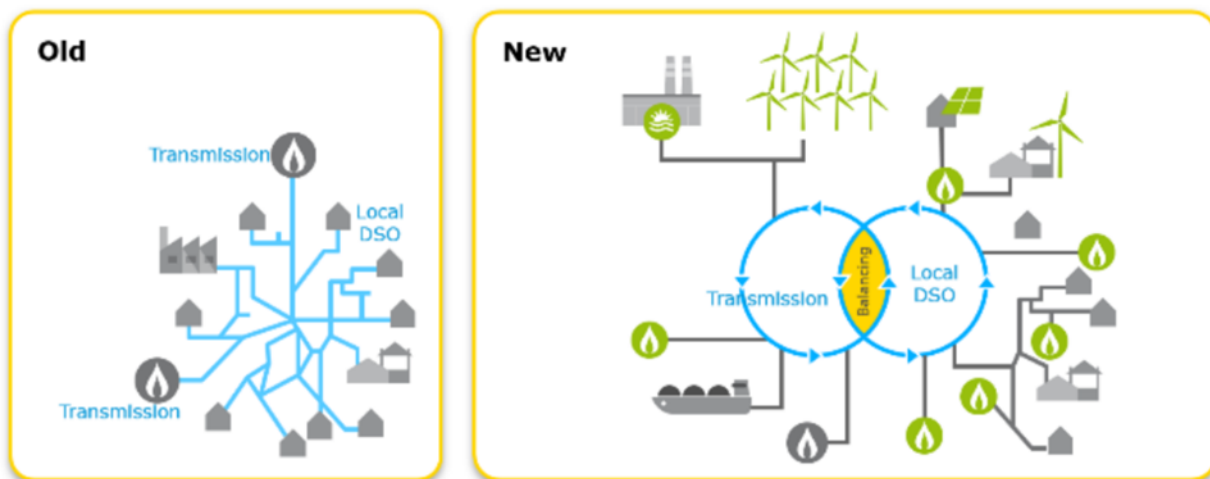 Old
Transmission
Local
DSO
Transmission
New
Transmission
Balancing
Local
DSO